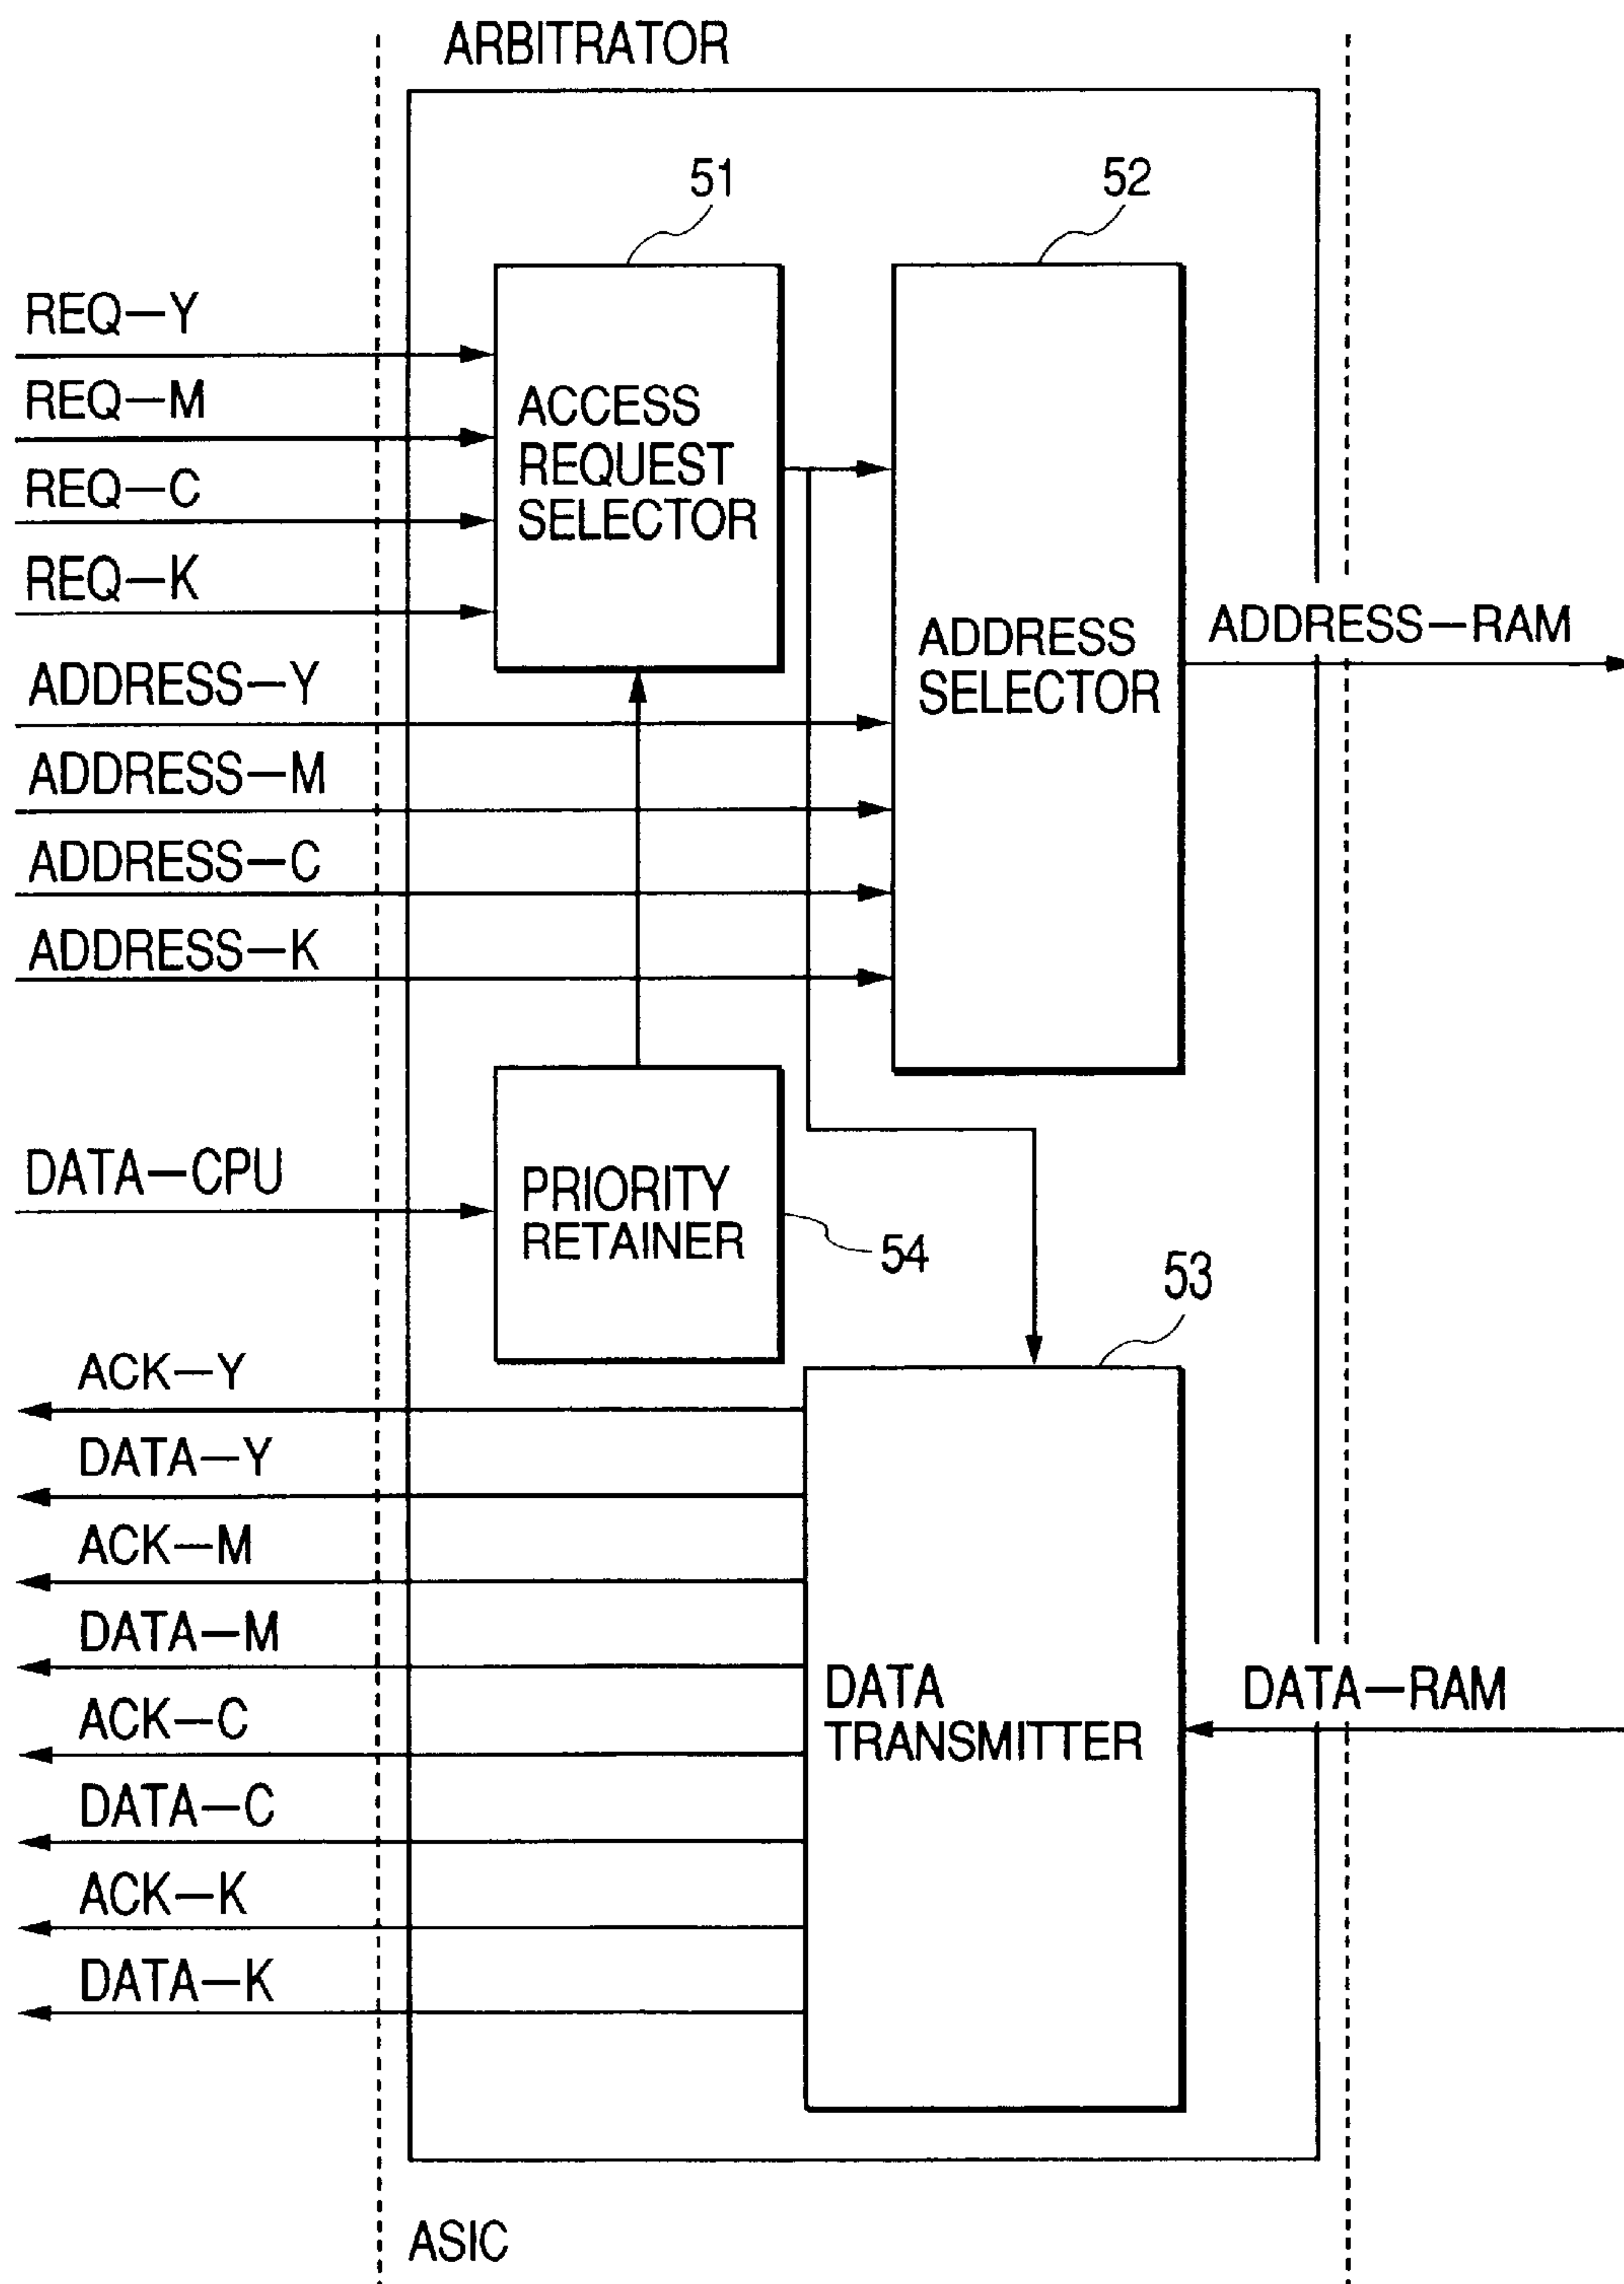 ARBITRATOR
51
52
REQ—Y
REQ—M
REQ—C
REQ—K
ACCESS
REQUEST
SELECTOR
ADDRESS
SELECTOR
ADDRESS—RAM
ADDRESS—Y
ADDRESS—M
ADDRESS—C
ADDRESS—K
DATA—CPU
PRIORITY
RETAINER
54
53
ACK—Y
DATA—Y
ACK—M
DATA—M
ACK—C
DATA—C
ACK—K
DATA—K
DATA
TRANSMITTER
DATA—RAM
ASIC